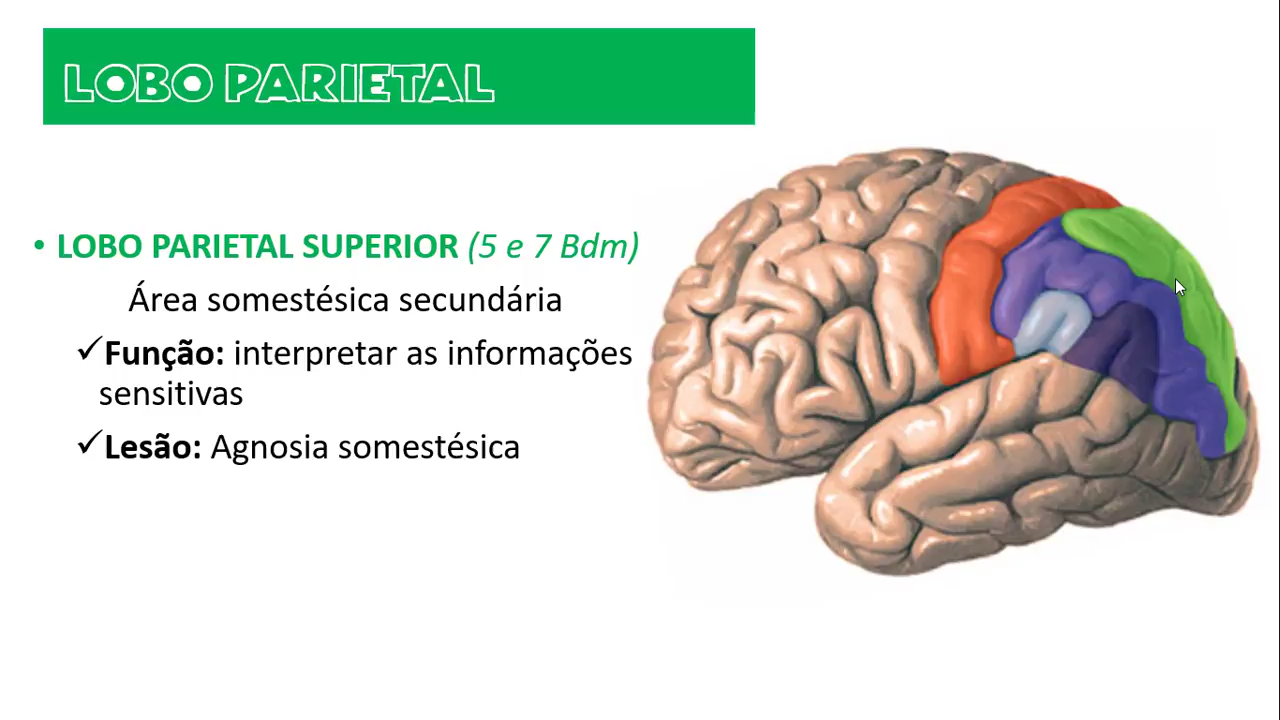 LOBO PARIETAL
• LOBO PARIETAL SUPERIOR (5 e 7 Bdm)
Área somestésica secundária
✓Função: interpretar as informações
sensitivas
✓Lesão: Agnosia somestésica